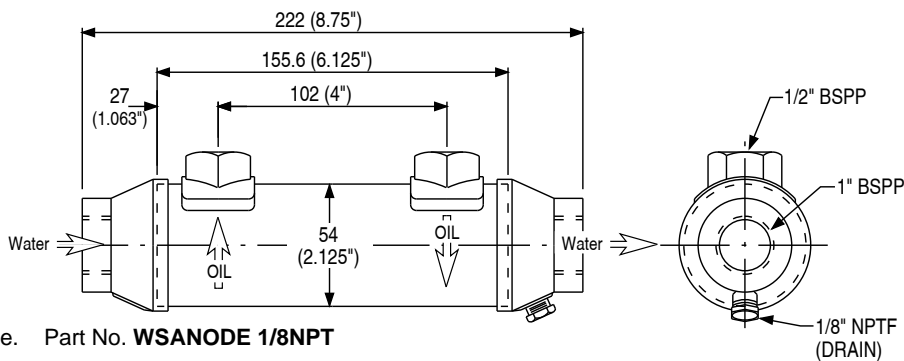 222 (8.75")
155.6 (6.125")
27
(1.063")
102 (4")
1/2" BSPP
1" BSPP
Water
OIL
54
(2.125")
OIL
Water
1/8" NPTF
(DRAIN)
e. Part No. WSANODE 1/8NPT